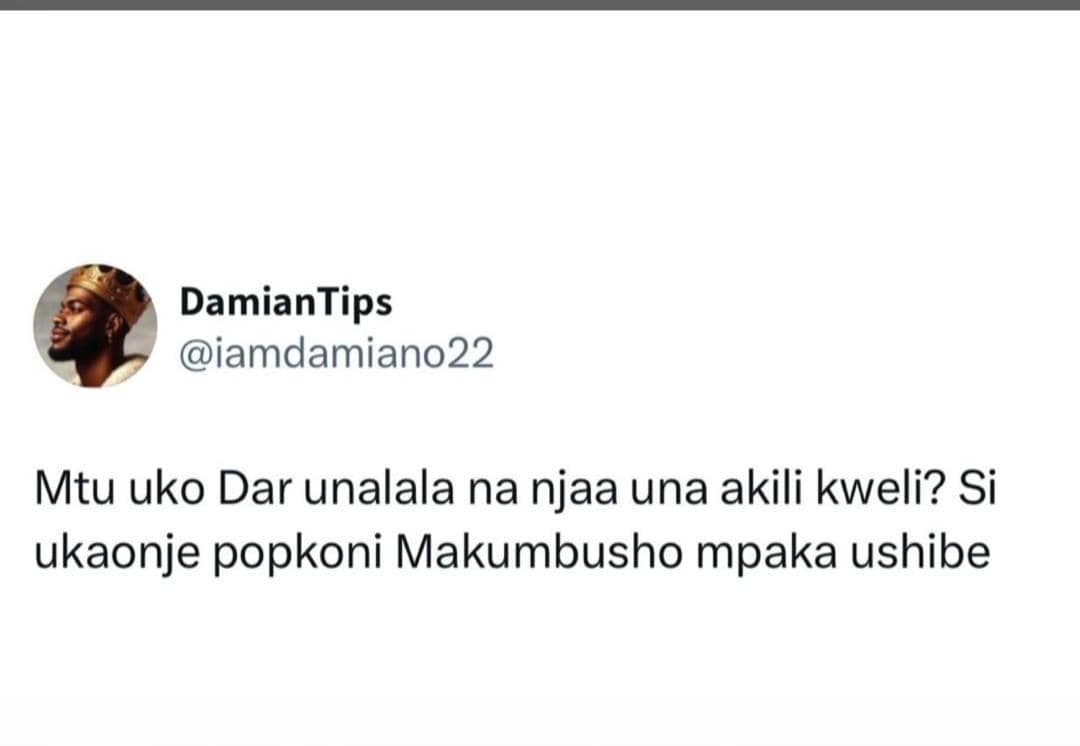 DamianTips
@iamdamiano22
Mtu uko Dar unalala na njaa una akili kweli? Si
ukaonje popkoni Makumbusho mpaka ushibe